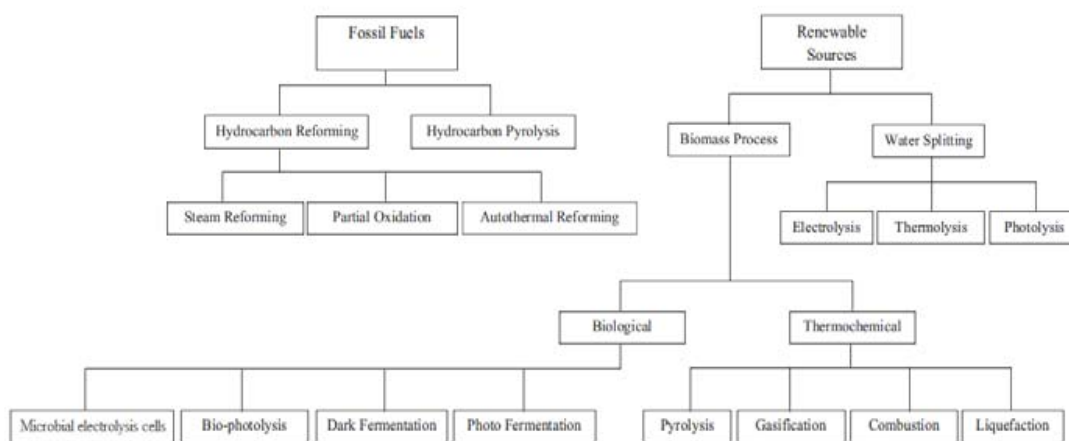 Fossil Fuels
Renewable
Sources
Hydrocarbon Reforming
Hydrocarbon Pyrolysis
Biomass Process
Water Splitting
Steam Reforming
Partial Oxidation
Autothermal Reforming
Electrolysis
Thermolysis
Photolysis
Biological
Thermochemical
Microbial electrolysis cells
Bio-photolysis
Dark Fermentation
Photo Fermentation
Pyrolysis
Gasification
Combustion
Liquefaction